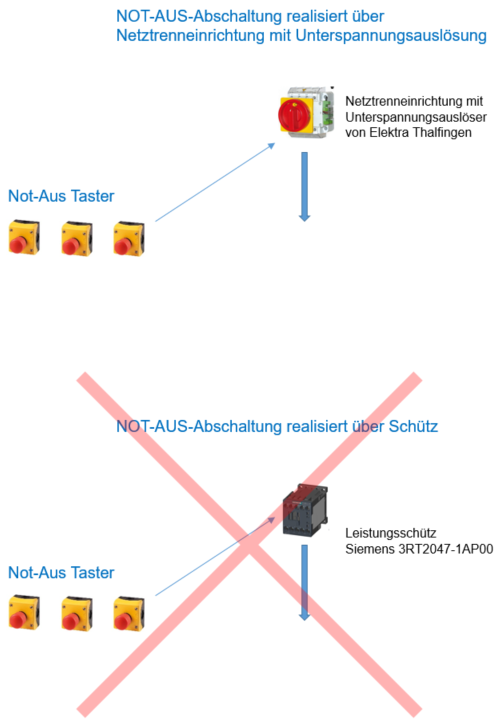 NOT-AUS-Abschaltung realisiert über
Netztrenneinrichtung mit Unterspannungsauslösung
Netztrenneinrichtung mit
Unterspannungsauslöser
von Elektra Thalfingen
Not-Aus Taster
NOT-AUS-Abschaltung realisiert über Schütz
Leistungsschütz
Siemens 3RT2047-1AP00
Not-Aus Taster